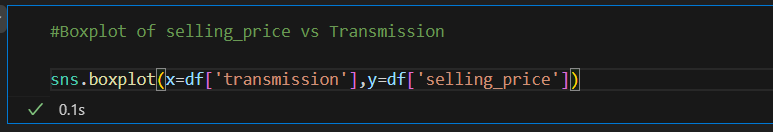 #Boxplot of selling_price vs Transmission
sns.boxplot(x=df['transmission'],y=df['selling_price'])
0.1s